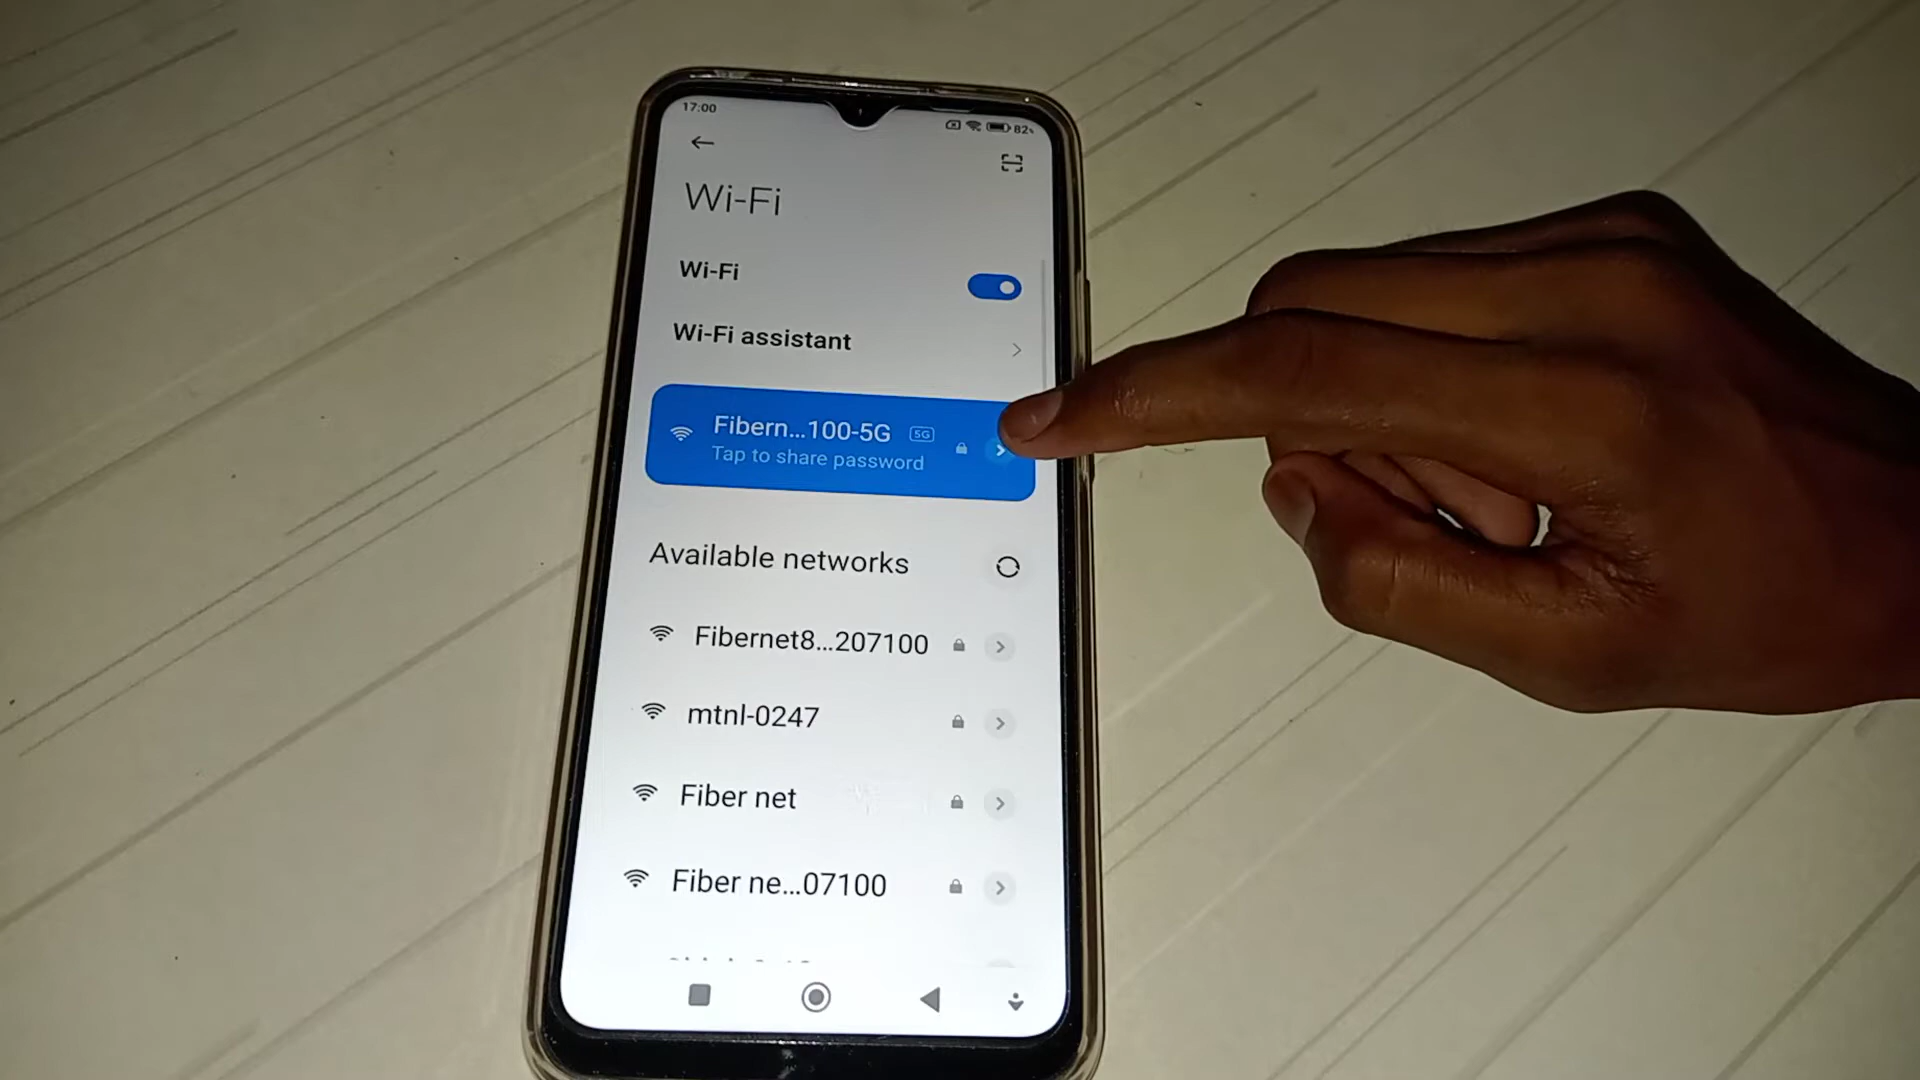 17:00
82%
Wi-Fi
Wi-Fi
Wi-Fi assistant
Fibern...100-5G 5G
Tap to share password
Available networks
Fibernet8...207100
mtnl-0247
Fiber net
Fiber ne...07100